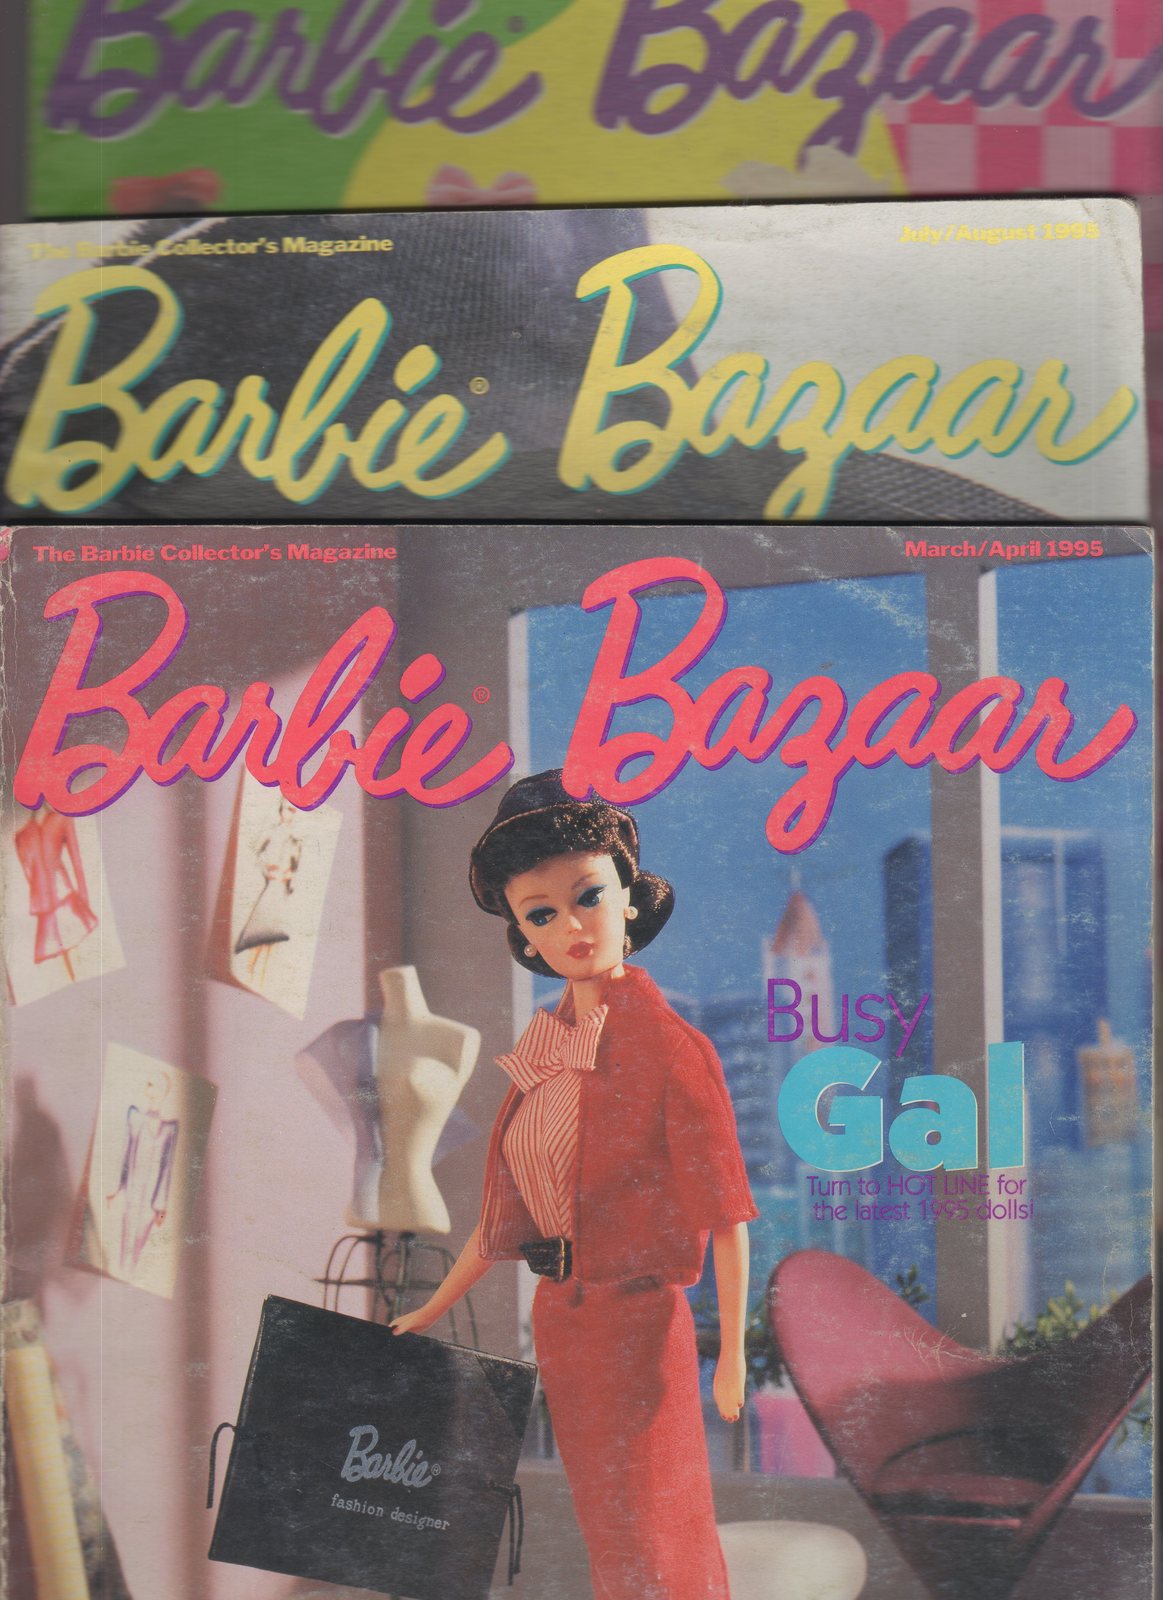 Barbie® Bazaar
The Barbie Collector's Magazine
July/August 1995
Barbie® Bazaar
The Barbie Collector's Magazine
March/April 1995
Barbie® Bazaar
Busy
Gal
Turn to HOT LINE for
the latest 1995 dolls!
Barbie®
fashion designer